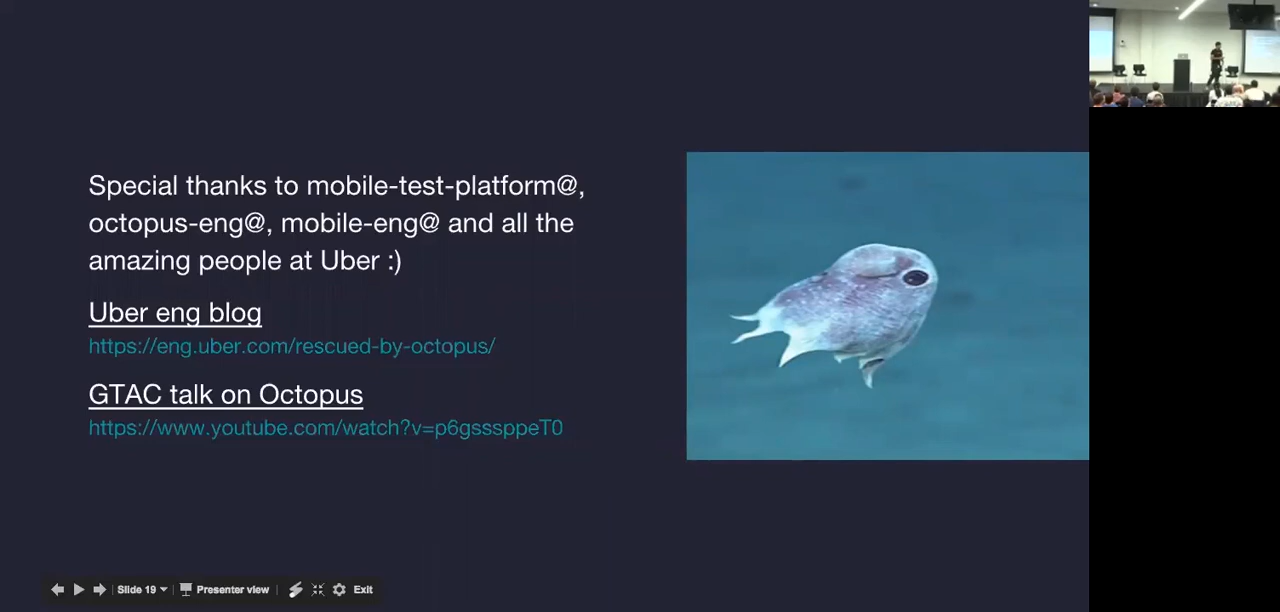 Special thanks to mobile-test-platform@,
octopus-eng@, mobile-eng@ and all the
amazing people at Uber :)
Uber eng blog
https://eng.uber.com/rescued-by-octopus/
GTAC talk on Octopus
https://www.youtube.com/watch?v=p6gsssppeT0
Slide 19
Presenter view
Exit